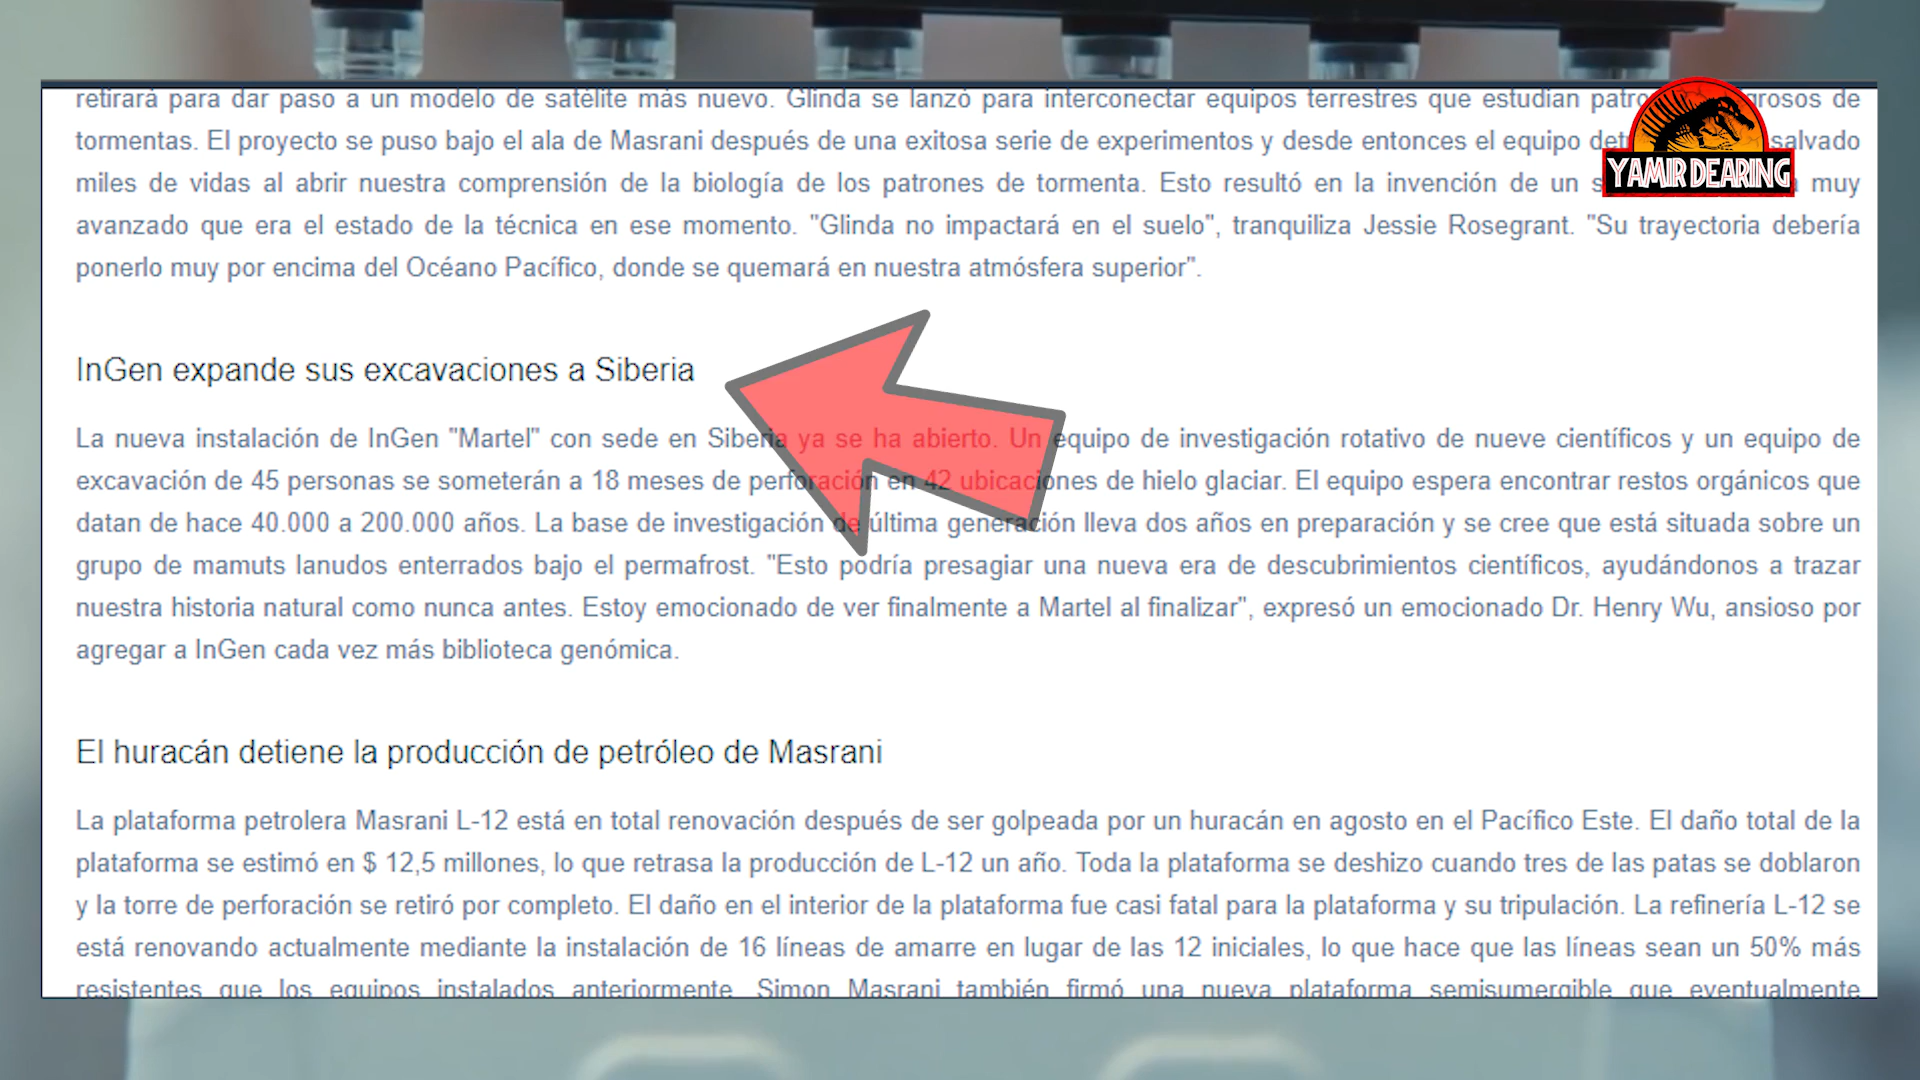 retirará para dar paso a un modelo de satélite más nuevo. Glinda se lanzó para interconectar equipos terrestres que estudian de
tormentas. El proyecto se puso bajo el ala de Masrani después de una exitosa serie de experimentos y desde entonces el equipo salvado
YAMIR DEARING
miles de vidas al abrir nuestra comprensión de la biología de los patrones de tormenta. Esto resultó en la invención de un muy
avanzado que era el estado de la técnica en ese momento. "Glinda no impactará en el suelo", tranquiliza Jessie Rosegrant. "Su trayectoria debería
ponerlo muy por encima del Océano Pacífico, donde se quemará en nuestra atmósfera superior".
InGen expande sus excavaciones a Siberia
La nueva instalación de InGen "Martel" con sede en Siberia ya se ha abierto. Un equipo de investigación rotativo de nueve científicos y un equipo de
excavación de 45 personas se someterán a 18 meses de perforación en 42 ubicaciones de hielo glaciar. El equipo espera encontrar restos orgánicos que
datan de hace 40.000 a 200.000 años. La base de investigación de última generación lleva dos años en preparación y se cree que está situada sobre un
grupo de mamuts lanudos enterrados bajo el permafrost. "Esto podría presagiar una nueva era de descubrimientos científicos, ayudándonos a trazar
nuestra historia natural como nunca antes. Estoy emocionado de ver finalmente a Martel al finalizar", expresó un emocionado Dr. Henry Wu, ansioso por
agregar a InGen cada vez más biblioteca genómica.
El huracán detiene la producción de petróleo de Masrani
La plataforma petrolera Masrani L-12 está en total renovación después de ser golpeada por un huracán en agosto en el Pacífico Este. El daño total de la
plataforma se estimó en $ 12,5 millones, lo que retrasa la producción de L-12 un año. Toda la plataforma se deshizo cuando tres de las patas se doblaron
y la torre de perforación se retiró por completo. El daño en el interior de la plataforma fue casi fatal para la plataforma y su tripulación. La refinería L-12 se
está renovando actualmente mediante la instalación de 16 líneas de amarre en lugar de las 12 iniciales, lo que hace que las líneas sean un 50% más
resistentes que los equipos instalados anteriormente. Simon Masrani también firmó una nueva plataforma semisumergible que eventualmente